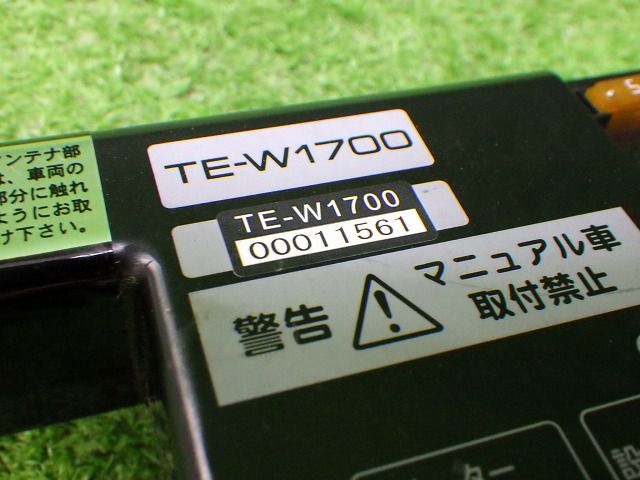 TE-W1700
TE-W1700
00011561
警告
マニュアル車
取付禁止
ンテナ部
は、車両の
部分に触れ
ようにお取
け下さい。